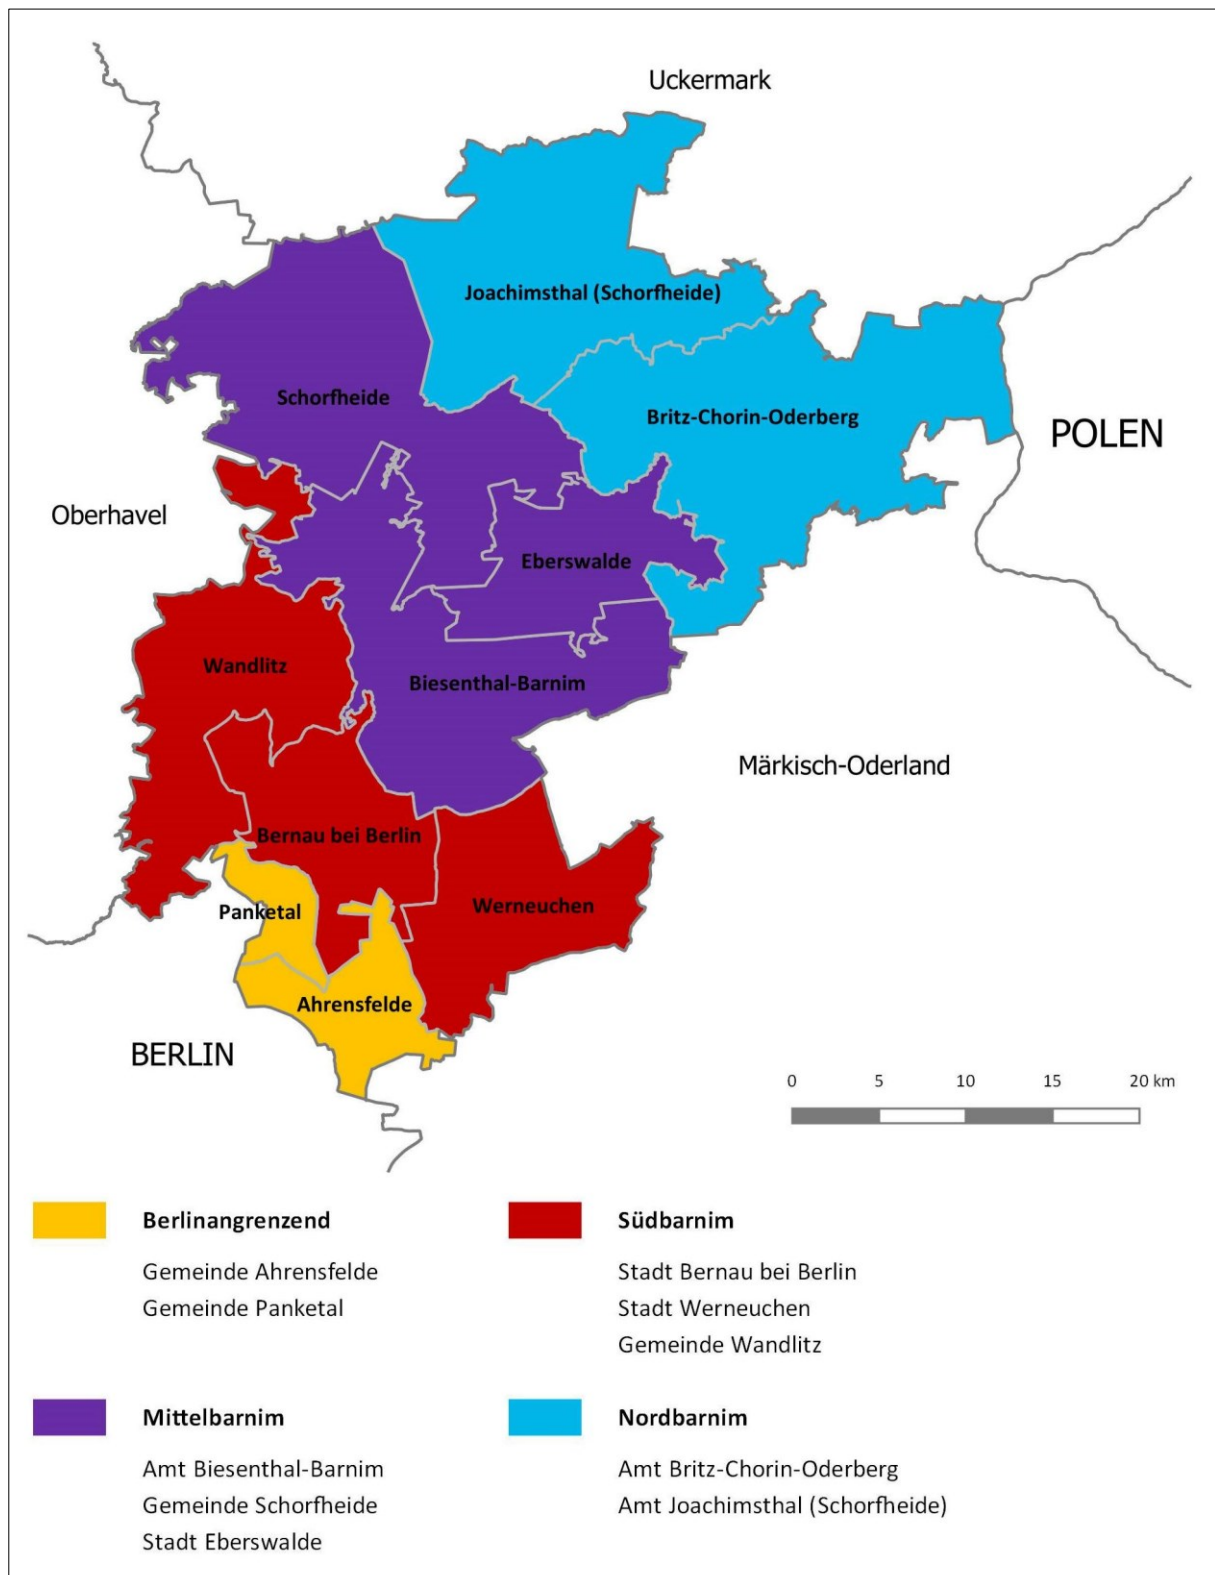 Uckermark
Joachimsthal (Schorfheide)
Schorfheide
Britz-Chorin-Oderberg
POLEN
Oberhavel
Eberswalde
Wandlitz
Biesenthal-Barnim
Märkisch-Oderland
Bernau bei Berlin
Panketal
Werneuchen
Ahrensfelde
BERLIN
0 5 10 15 20 km
Berlinangrenzend
Gemeinde Ahrensfelde
Gemeinde Panketal
Südbarnim
Stadt Bernau bei Berlin
Stadt Werneuchen
Gemeinde Wandlitz
Mittelbarnim
Amt Biesenthal-Barnim
Gemeinde Schorfheide
Stadt Eberswalde
Nordbarnim
Amt Britz-Chorin-Oderberg
Amt Joachimsthal (Schorfheide)